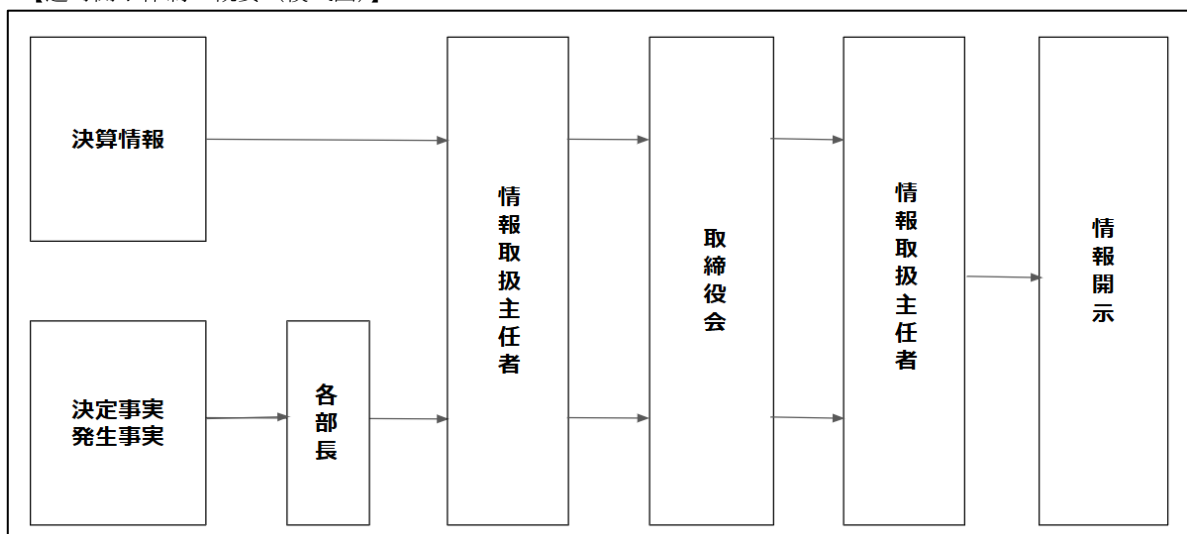 決算情報
情報取扱主任者
取締役会
情報取扱主任者
情報開示
決定事実
発生事実
各部長